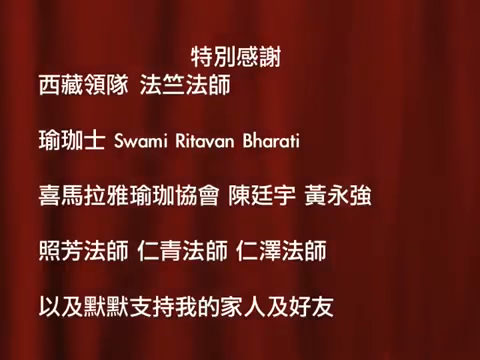 特別感謝
西藏領隊 法竺法師
瑜珈士 Swami Ritavan Bharati
喜馬拉雅瑜珈協會 陳廷宇 黃永強
照芳法師 仁青法師 仁澤法師
以及默默支持我的家人及好友